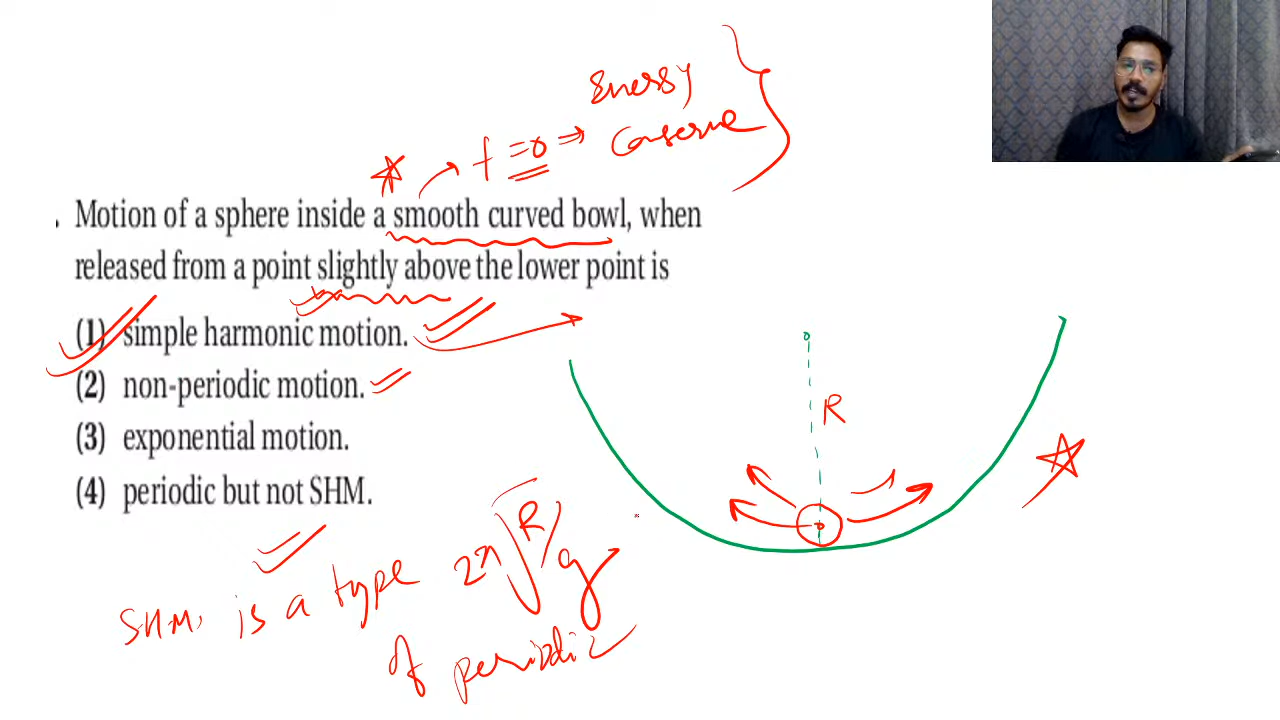 Energy
f = 0 ⇒ Caserve
. Motion of a sphere inside a smooth curved bowl, when
released from a point slightly above the lower point is
(1) simple harmonic motion.
(2) non-periodic motion.
(3) exponential motion.
(4) periodic but not SHM.
R
SHM, is a type 2π√R/g
of periodic